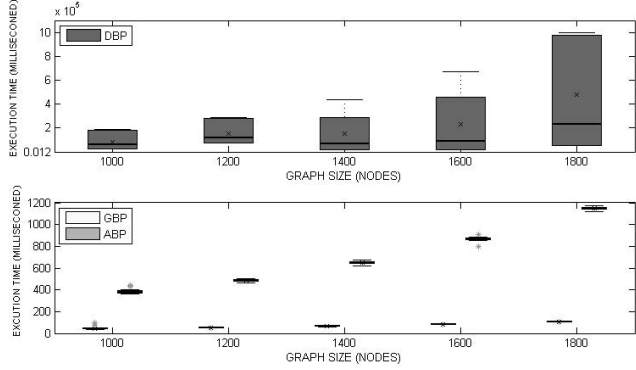 x 10^5
EXECUTION TIME (MILLISECONED)
10
8
6
4
2
0.012
DBP
1000 1200 1400 1600 1800
GRAPH SIZE (NODES)
EXCUTION TIME (MILLISECONED)
1200
1000
800
600
400
200
0
GBP
ABP
1000 1200 1400 1600 1800
GRAPH SIZE (NODES)